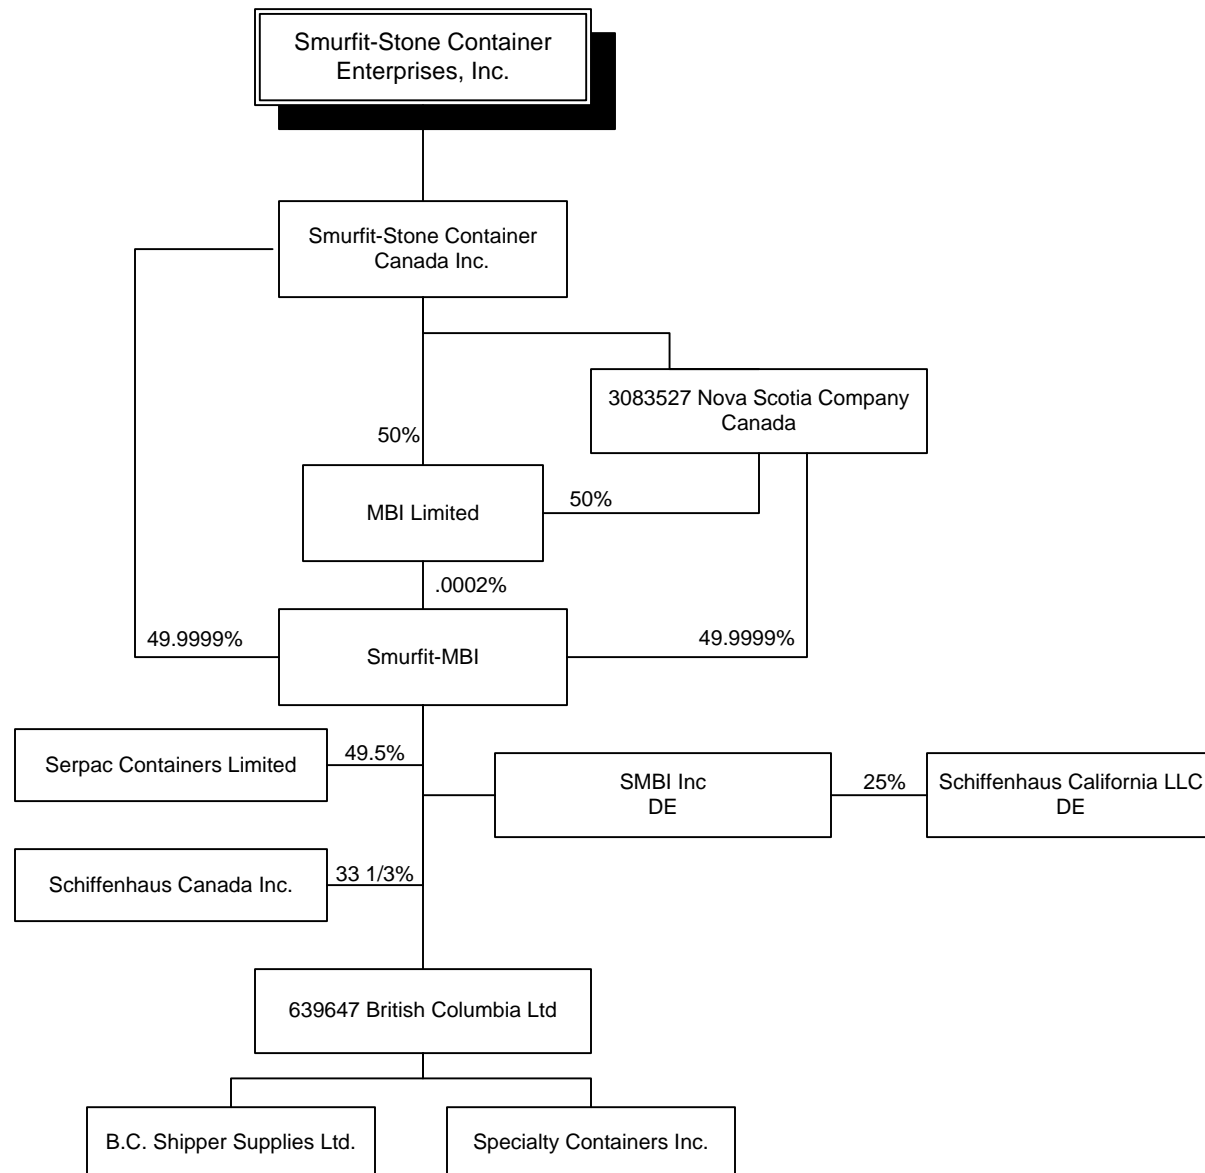 Smurfit-Stone Container
Enterprises, Inc.
Smurfit-Stone Container
Canada Inc.
3083527 Nova Scotia Company
Canada
50%
MBI Limited
50%
.0002%
49.9999%
49.9999%
Smurfit-MBI
Serpac Containers Limited
49.5%
SMBI Inc
DE
25%
Schiffenhaus California LLC
DE
Schiffenhaus Canada Inc.
33 1/3%
639647 British Columbia Ltd
B.C. Shipper Supplies Ltd.
Specialty Containers Inc.